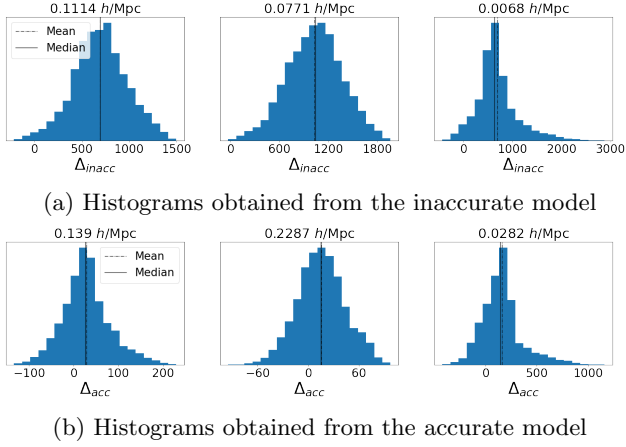 0.1114 h/Mpc 0.0771 h/Mpc 0.0068 h/Mpc
Mean
Median
0 500 1000 1500 0 600 1200 1800 0 1000 2000 3000
Δinacc Δinacc Δinacc
(a) Histograms obtained from the inaccurate model
0.139 h/Mpc 0.2287 h/Mpc 0.0282 h/Mpc
Mean
Median
−100 0 100 200 −60 0 60 0 500 1000
Δacc Δacc Δacc
(b) Histograms obtained from the accurate model